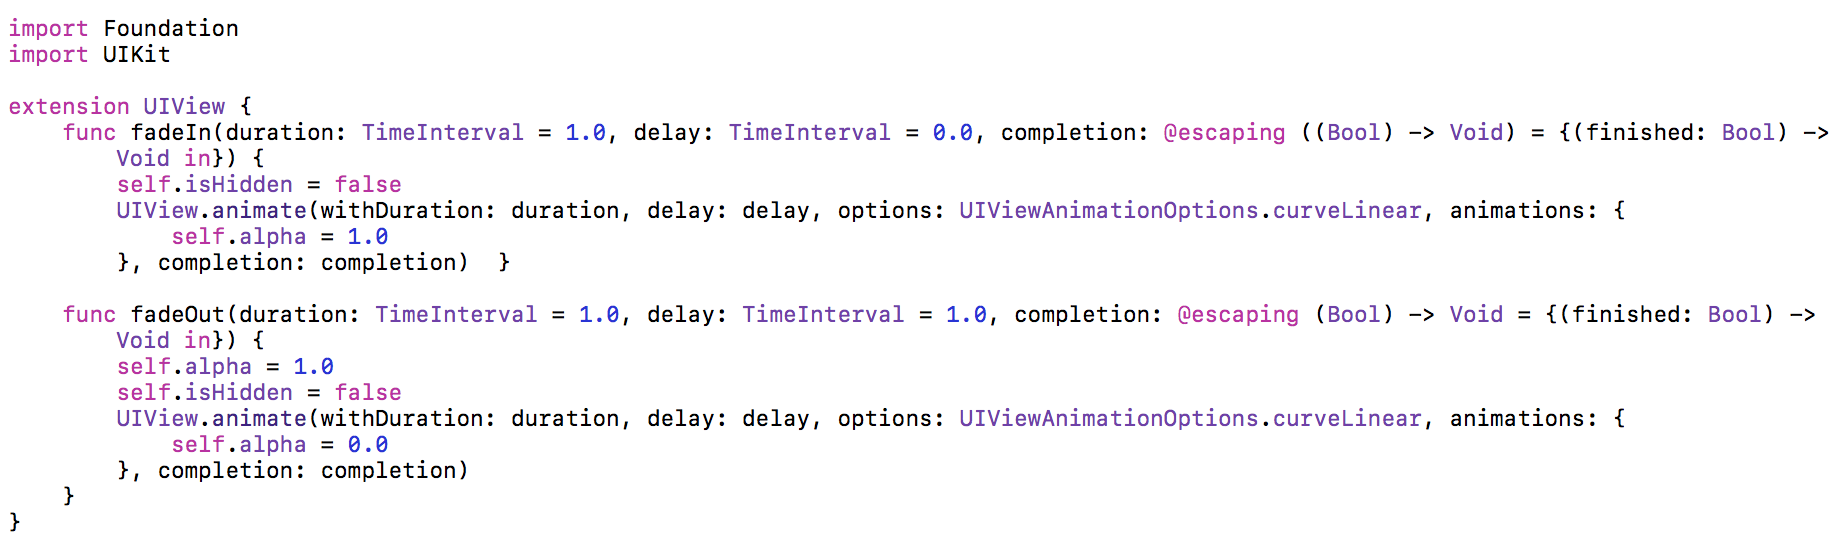 import Foundation
import UIKit

extension UIView {
    func fadeIn(duration: TimeInterval = 1.0, delay: TimeInterval = 0.0, completion: @escaping ((Bool) -> Void) = {(finished: Bool) ->
        Void in}) {
        self.isHidden = false
        UIView.animate(withDuration: duration, delay: delay, options: UIViewAnimationOptions.curveLinear, animations: {
            self.alpha = 1.0
        }, completion: completion)  }

    func fadeOut(duration: TimeInterval = 1.0, delay: TimeInterval = 1.0, completion: @escaping (Bool) -> Void = {(finished: Bool) ->
        Void in}) {
        self.alpha = 1.0
        self.isHidden = false
        UIView.animate(withDuration: duration, delay: delay, options: UIViewAnimationOptions.curveLinear, animations: {
            self.alpha = 0.0
        }, completion: completion)
    }
}